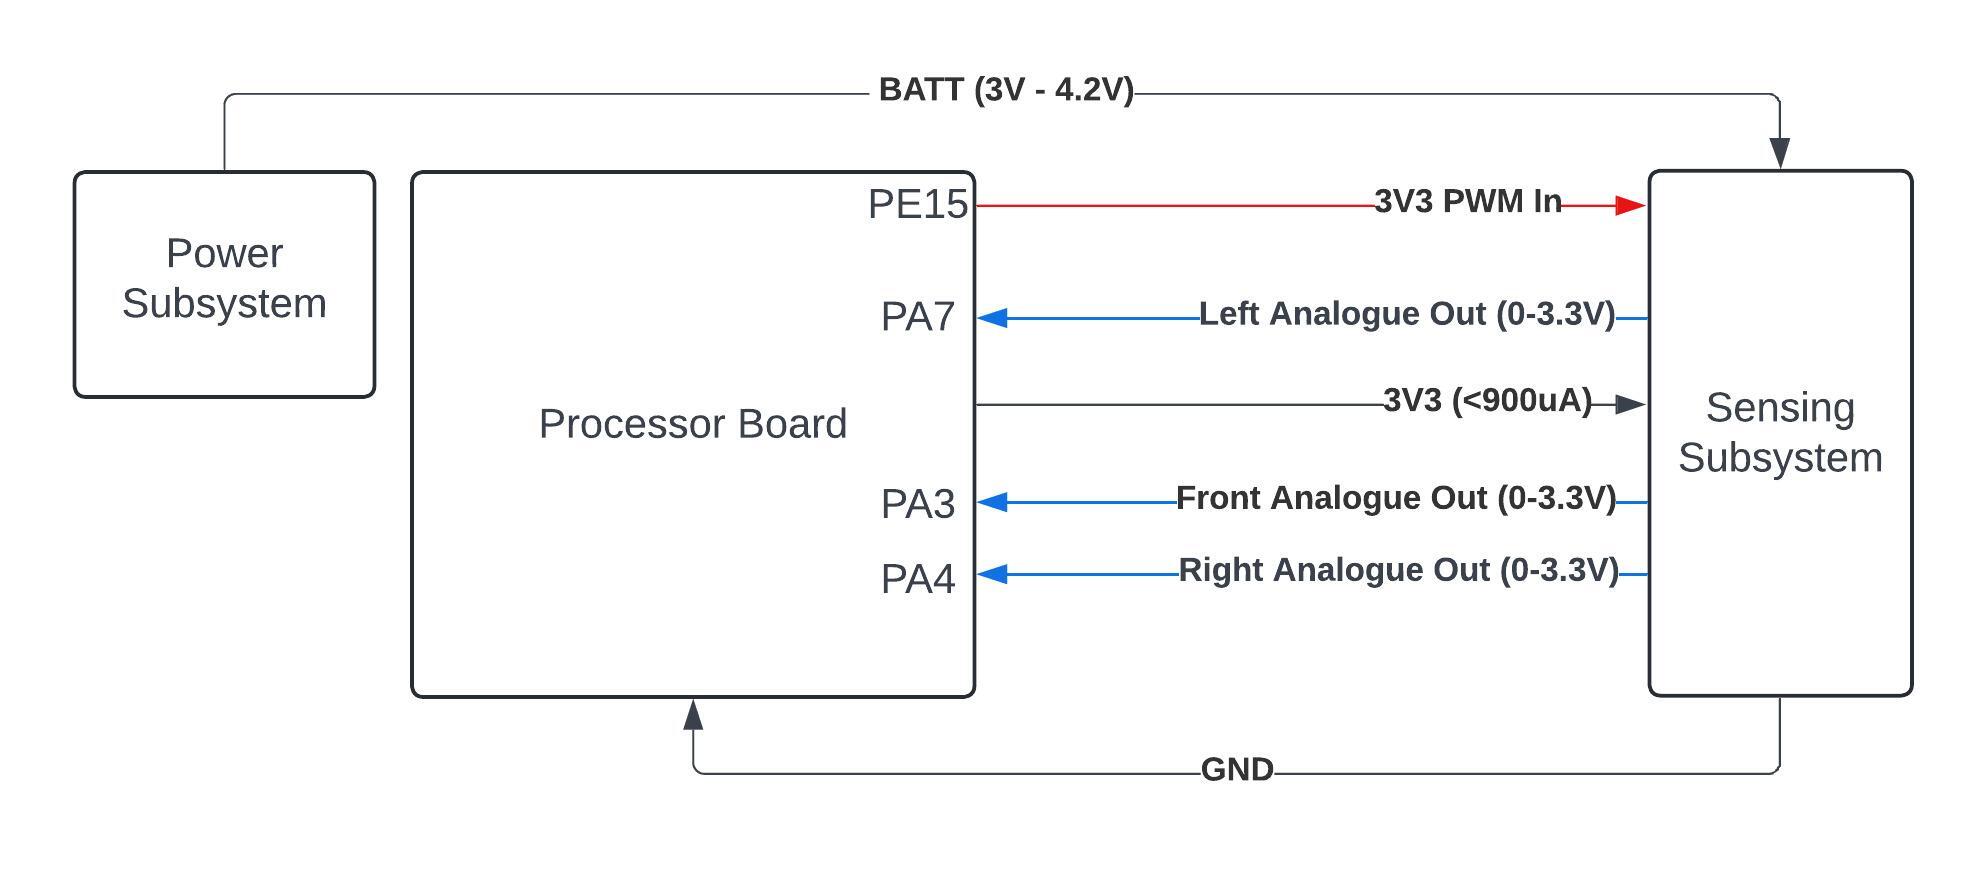 BATT (3V - 4.2V)
Power
Subsystem
Processor Board
PE15
3V3 PWM In
PA7
Left Analogue Out (0-3.3V)
3V3 (<900uA)
PA3
Front Analogue Out (0-3.3V)
PA4
Right Analogue Out (0-3.3V)
Sensing
Subsystem
GND